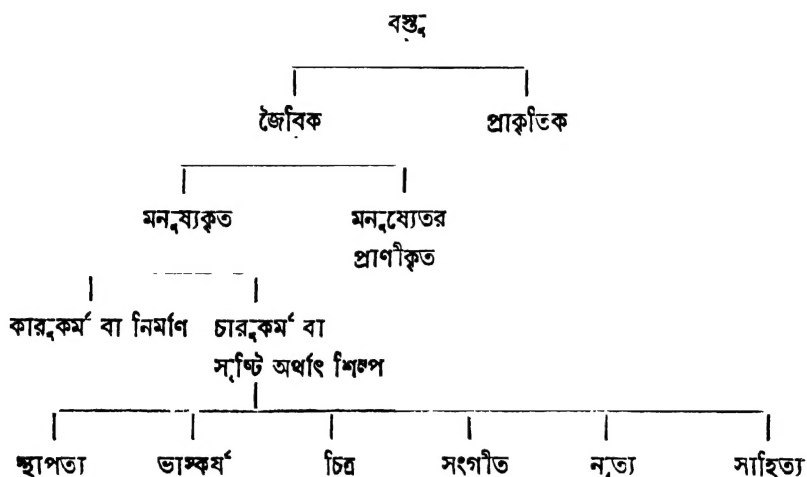 বস্তু
জৈবিক প্রাকৃতিক
মনুষ্যকৃত মনুষ্যেতর
প্রাণীকৃত
কারুকর্ম বা নির্মাণ চারুকর্ম বা
সৃষ্টি অর্থাৎ শিল্প
স্থাপত্য ভাস্কর্য চিত্র সংগীত নৃত্য সাহিত্য